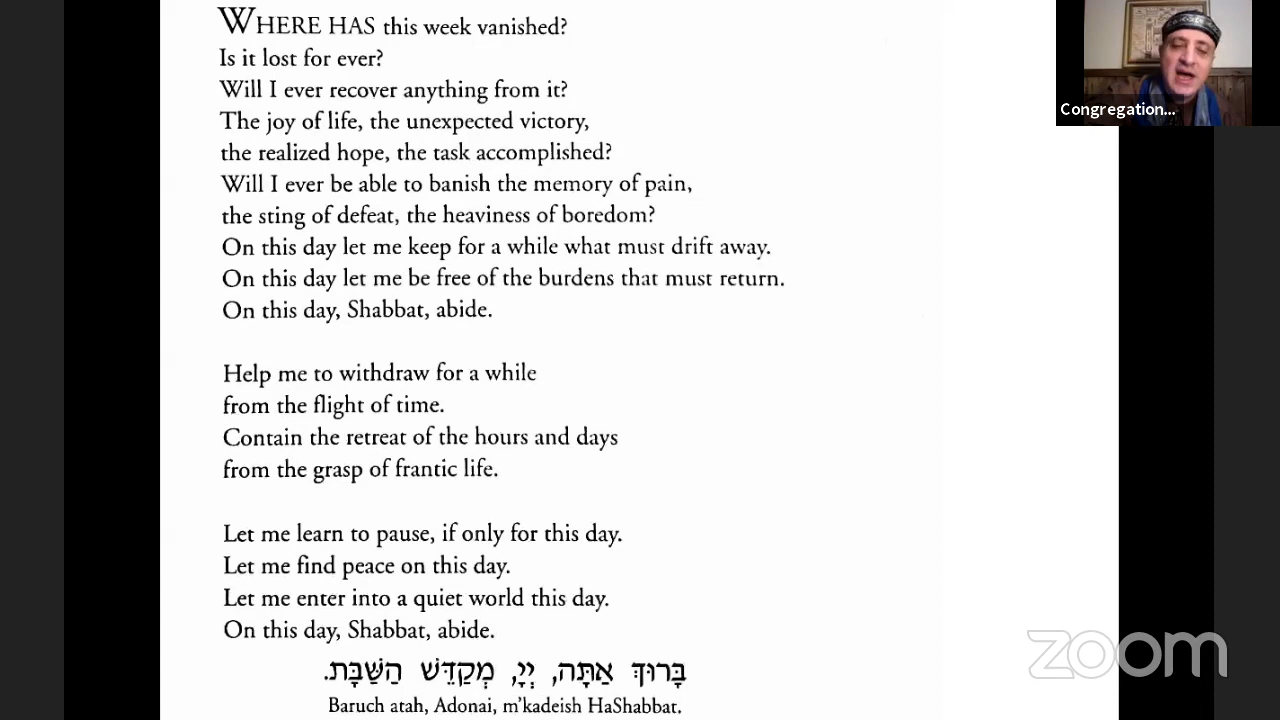 WHERE HAS this week vanished?
Is it lost for ever?
Will I ever recover anything from it?
The joy of life, the unexpected victory,
the realized hope, the task accomplished?
Will I ever be able to banish the memory of pain,
the sting of defeat, the heaviness of boredom?
On this day let me keep for a while what must drift away.
On this day let me be free of the burdens that must return.
On this day, Shabbat, abide.
Help me to withdraw for a while
from the flight of time.
Contain the retreat of the hours and days
from the grasp of frantic life.
Let me learn to pause, if only for this day.
Let me find peace on this day.
Let me enter into a quiet world this day.
On this day, Shabbat, abide.
בָּרוּךְ אַתָּה, יְיָ, מְקַדֵּשׁ הַשַּׁבָּת.
Baruch atah, Adonai, m'kadeish HaShabbat.
Congregation...
zoom